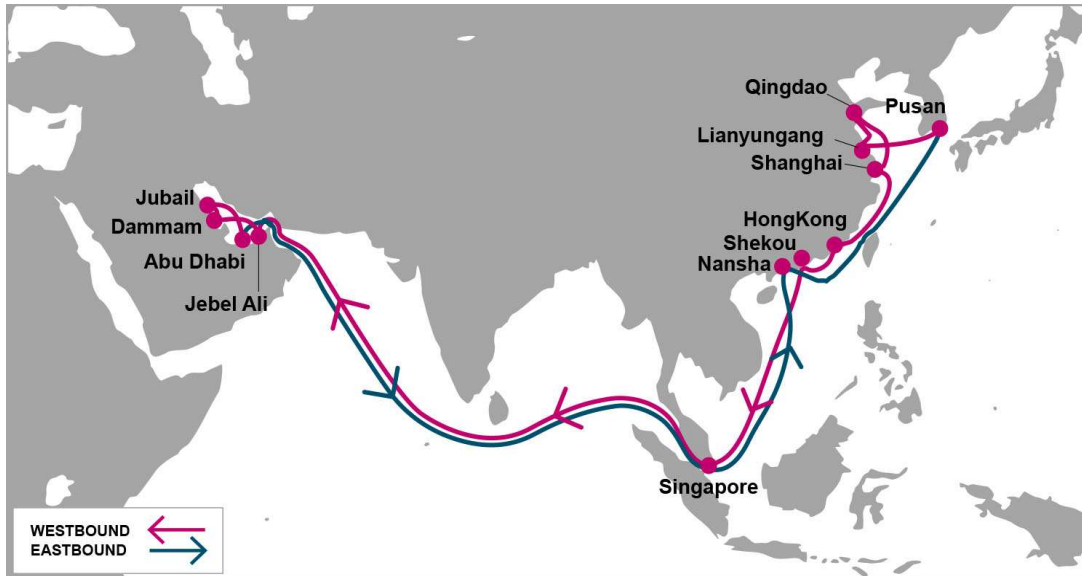 Qingdao
Pusan
Lianyungang
Shanghai
Jubail
Dammam
HongKong
Shekou
Nansha
Abu Dhabi
Jebel Ali
Singapore
WESTBOUND
EASTBOUND